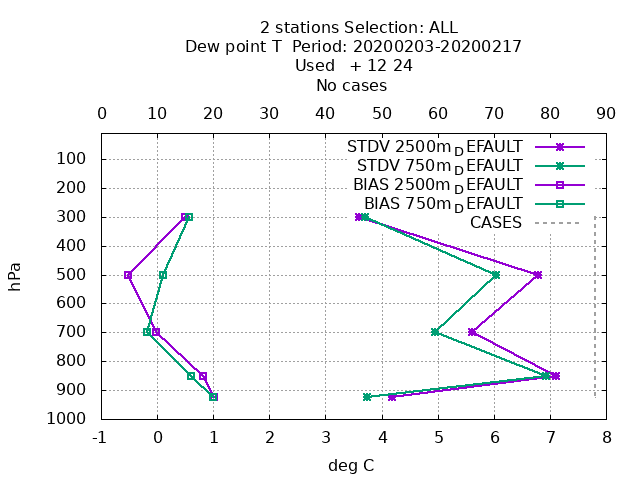 2 stations Selection: ALL
Dew point T  Period: 20200203-20200217
Used   + 12 24
No cases
0 10 20 30 40 50 60 70 80 90
STDV 2500m_DEFAULT
STDV 750m_DEFAULT
BIAS 2500m_DEFAULT
BIAS 750m_DEFAULT
CASES
100
200
300
400
500
600
700
800
900
1000
hPa
-1 0 1 2 3 4 5 6 7 8
deg C